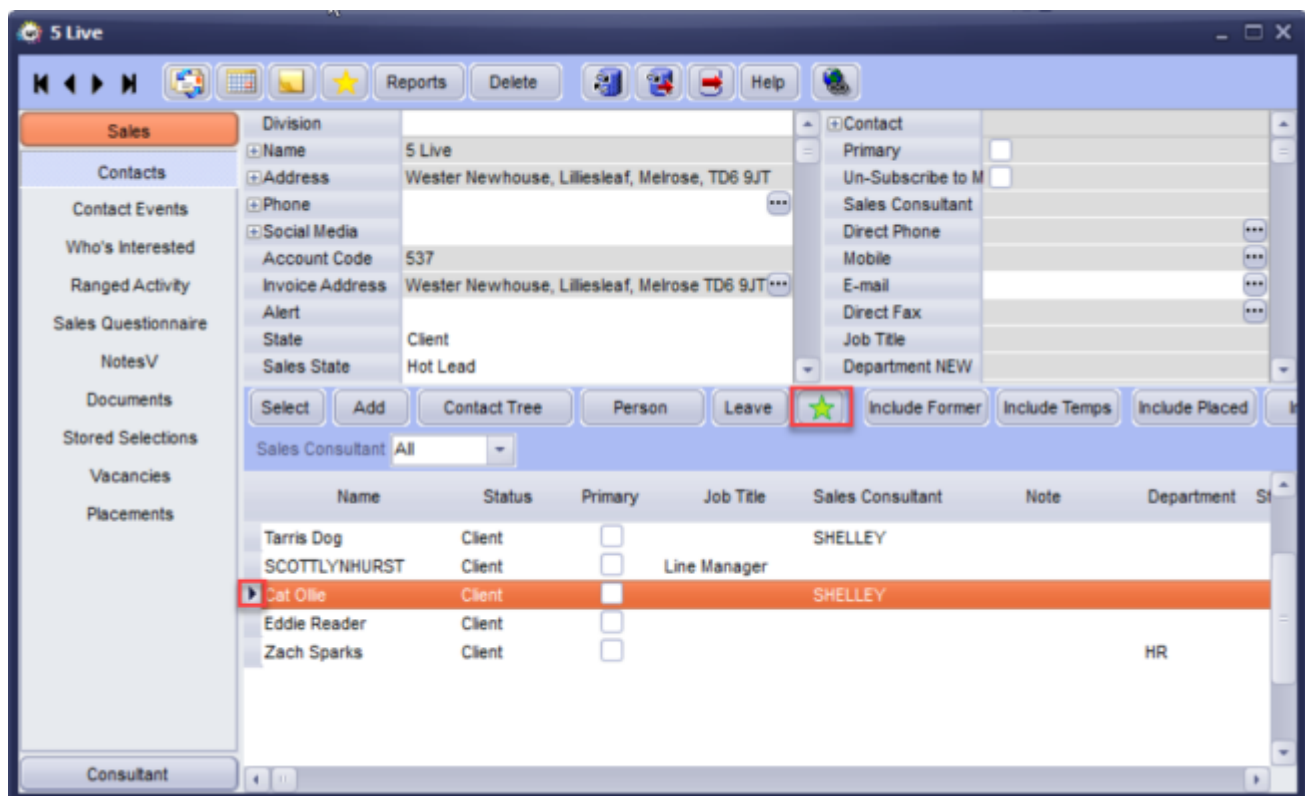 5 Live
Reports Delete Help
Sales
Contacts
Contact Events
Who's Interested
Ranged Activity
Sales Questionnaire
NotesV
Documents
Stored Selections
Vacancies
Placements
Consultant
Division
Name 5 Live
Address Wester Newhouse, Lilliesleaf, Melrose, TD6 9JT
Phone
Social Media
Account Code 537
Invoice Address Wester Newhouse, Lilliesleaf, Melrose TD6 9JT
Alert
State Client
Sales State Hot Lead
Contact
Primary
Un-Subscribe to M
Sales Consultant
Direct Phone
Mobile
E-mail
Direct Fax
Job Title
Department NEW
Select Add Contact Tree Person Leave Include Former Include Temps Include Placed
Sales Consultant All
Name Status Primary Job Title Sales Consultant Note Department St
Tarris Dog Client SHELLEY
SCOTTLYNHURST Client Line Manager
Cat Ollie Client SHELLEY
Eddie Reader Client
Zach Sparks Client HR